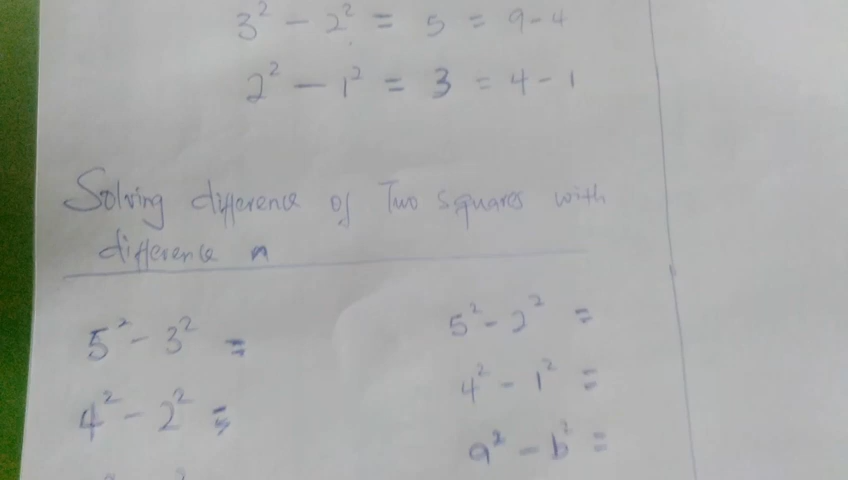 3² - 2² = 5 = 9-4
2² - 1² = 3 = 4-1
Solving difference of Two squares with
difference n
5² - 3² =
4² - 2² =
5² - 2² =
4² - 1² =
a² - b² =